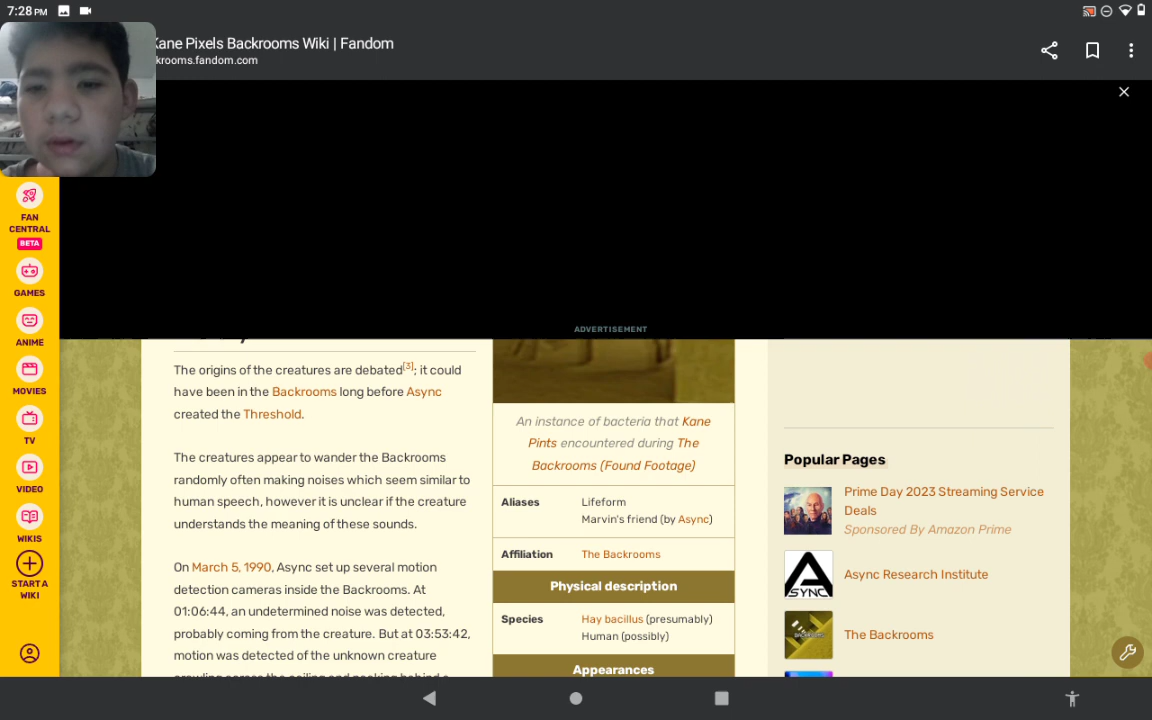 7:28 PM
Kane Pixels Backrooms Wiki | Fandom
krooms.fandom.com
FAN
CENTRAL
BETA
GAMES
ANIME
MOVIES
TV
VIDEO
WIKIS
START A
WIKI
ADVERTISEMENT
The origins of the creatures are debated[3]; it could
have been in the Backrooms long before Async
created the Threshold.
The creatures appear to wander the Backrooms
randomly often making noises which seem similar to
human speech, however it is unclear if the creature
understands the meaning of these sounds.
On March 5, 1990, Async set up several motion
detection cameras inside the Backrooms. At
01:06:44, an undetermined noise was detected,
probably coming from the creature. But at 03:53:42,
motion was detected of the unknown creature
crawling across the ceiling and peeking behind a
An instance of bacteria that Kane
Pints encountered during The
Backrooms (Found Footage)
Aliases Lifeform
Marvin's friend (by Async)
Affiliation The Backrooms
Physical description
Species Hay bacillus (presumably)
Human (possibly)
Appearances
Popular Pages
Prime Day 2023 Streaming Service
Deals
Sponsored By Amazon Prime
ASYNC
Async Research Institute
The Backrooms